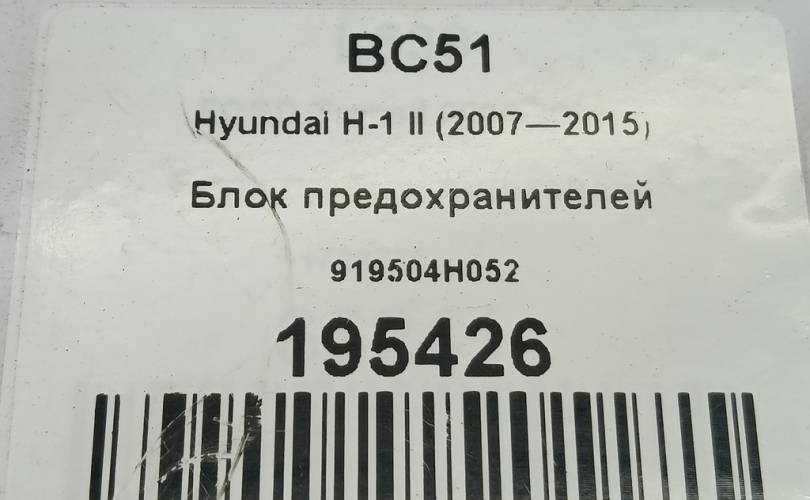 BC51
Hyundai H-1 II (2007—2015)
Блок предохранителей
919504H052
195426